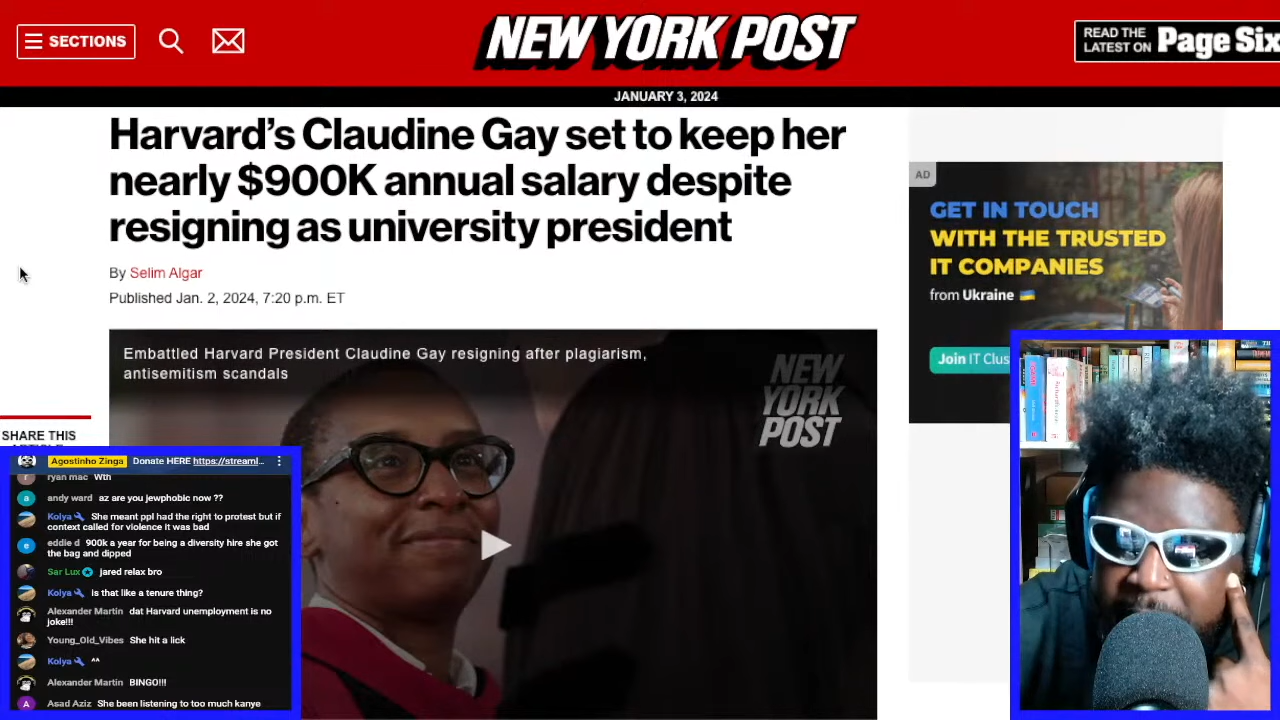 SECTIONS
NEW YORK POST
READ THE
LATEST ON
Page Six
JANUARY 3, 2024
Harvard's Claudine Gay set to keep her
nearly $900K annual salary despite
resigning as university president
By Selim Algar
Published Jan. 2, 2024, 7:20 p.m. ET
Embattled Harvard President Claudine Gay resigning after plagiarism,
antisemitism scandals
NEW
YORK
POST
AD
GET IN TOUCH
WITH THE TRUSTED
IT COMPANIES
from Ukraine
Join IT Clus
SHARE THIS
Agostinho Zinga Donate HERE https://streaml...
ryan mac Wth
andy ward az are you jewphobic now ??
Kolya She meant ppl had the right to protest but if
context called for violence it was bad
eddie d 900k a year for being a diversity hire she got
the bag and dipped
Sar Lux jared relax bro
Kolya is that like a tenure thing?
Alexander Martin dat Harvard unemployment is no
joke!!!
Young_Old_Vibes She hit a lick
Kolya ^^
Alexander Martin BINGO!!!
A
Asad Aziz She been listening to too much kanye